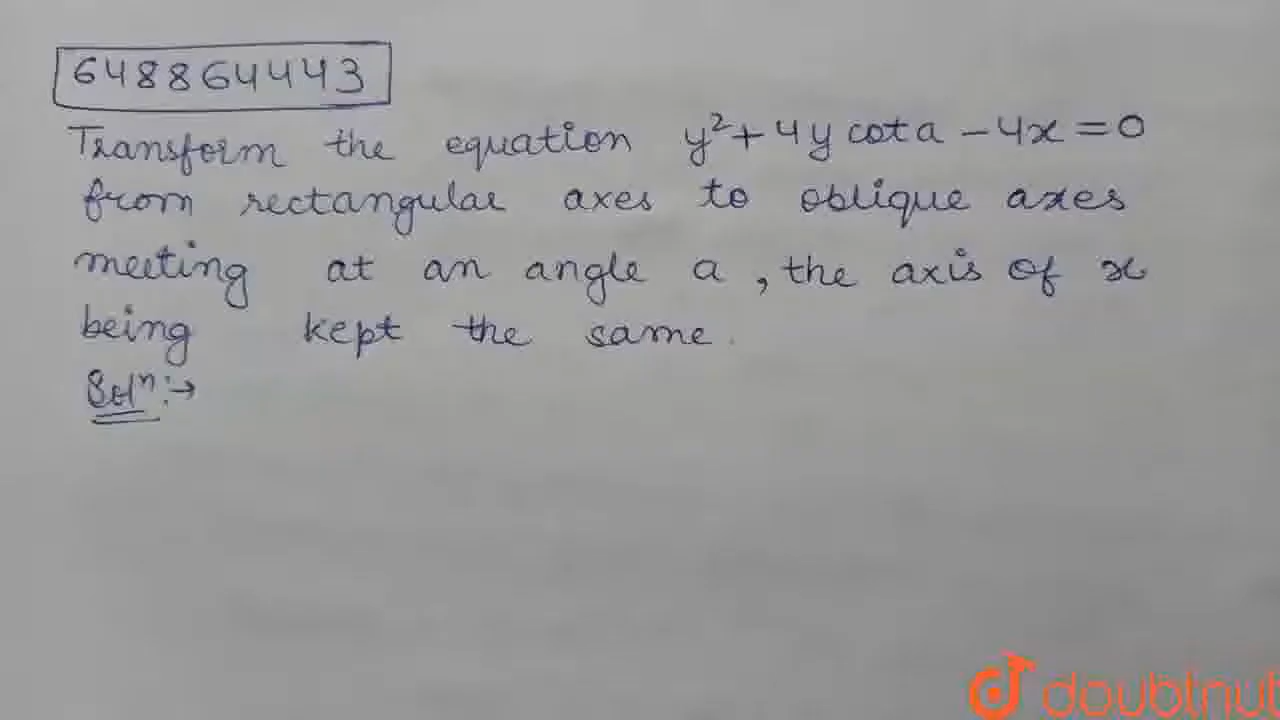 648864443
Transform the equation y²+4y cot a -4x=0
from rectangular axes to oblique axes
meeting at an angle a, the axis of x
being kept the same.
Solⁿ:→
doubtnut